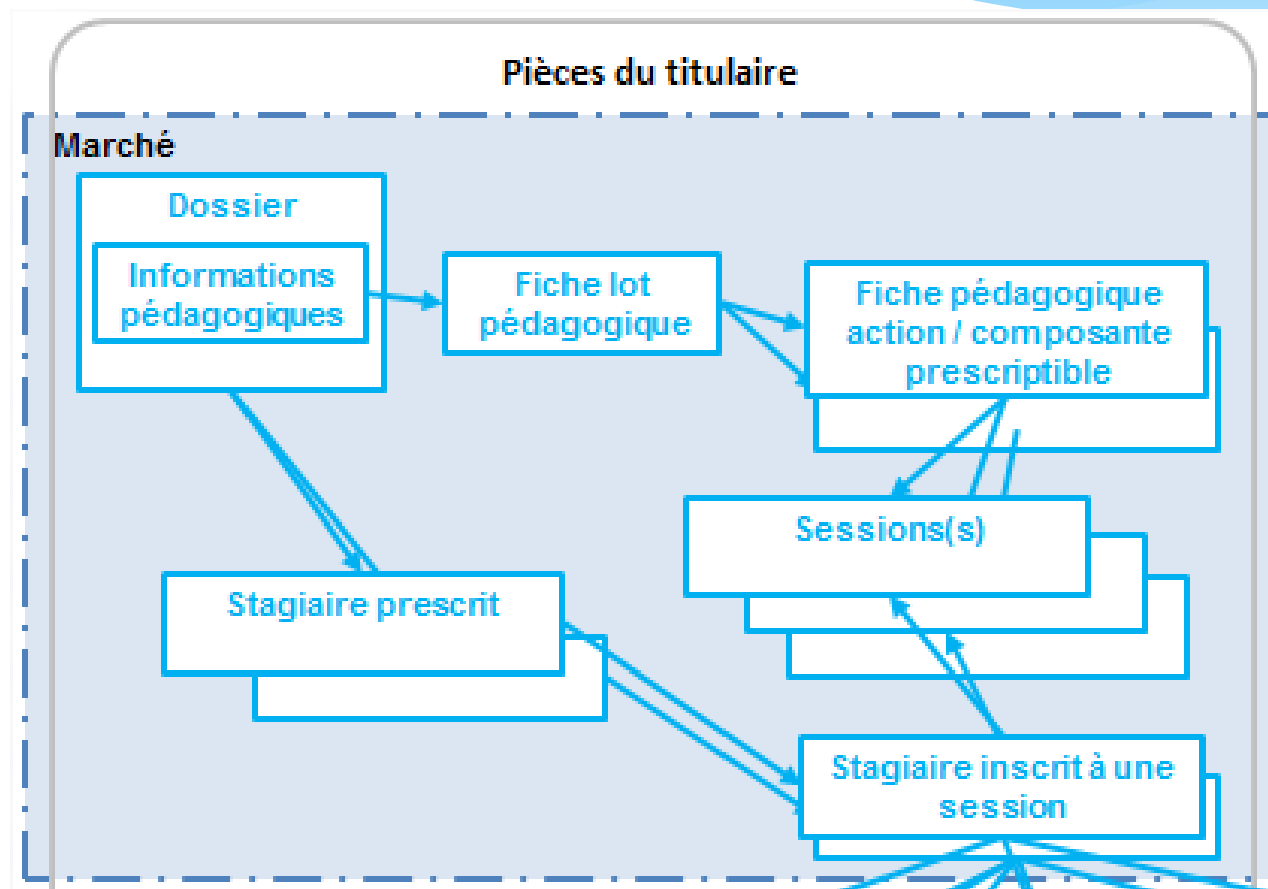 Pièces du titulaire
Marché
Dossier
Informations
pédagogiques
Fiche lot
pédagogique
Fiche pédagogique
action / composante
prescriptible
Sessions(s)
Stagiaire prescrit
Stagiaire inscrit à une
session